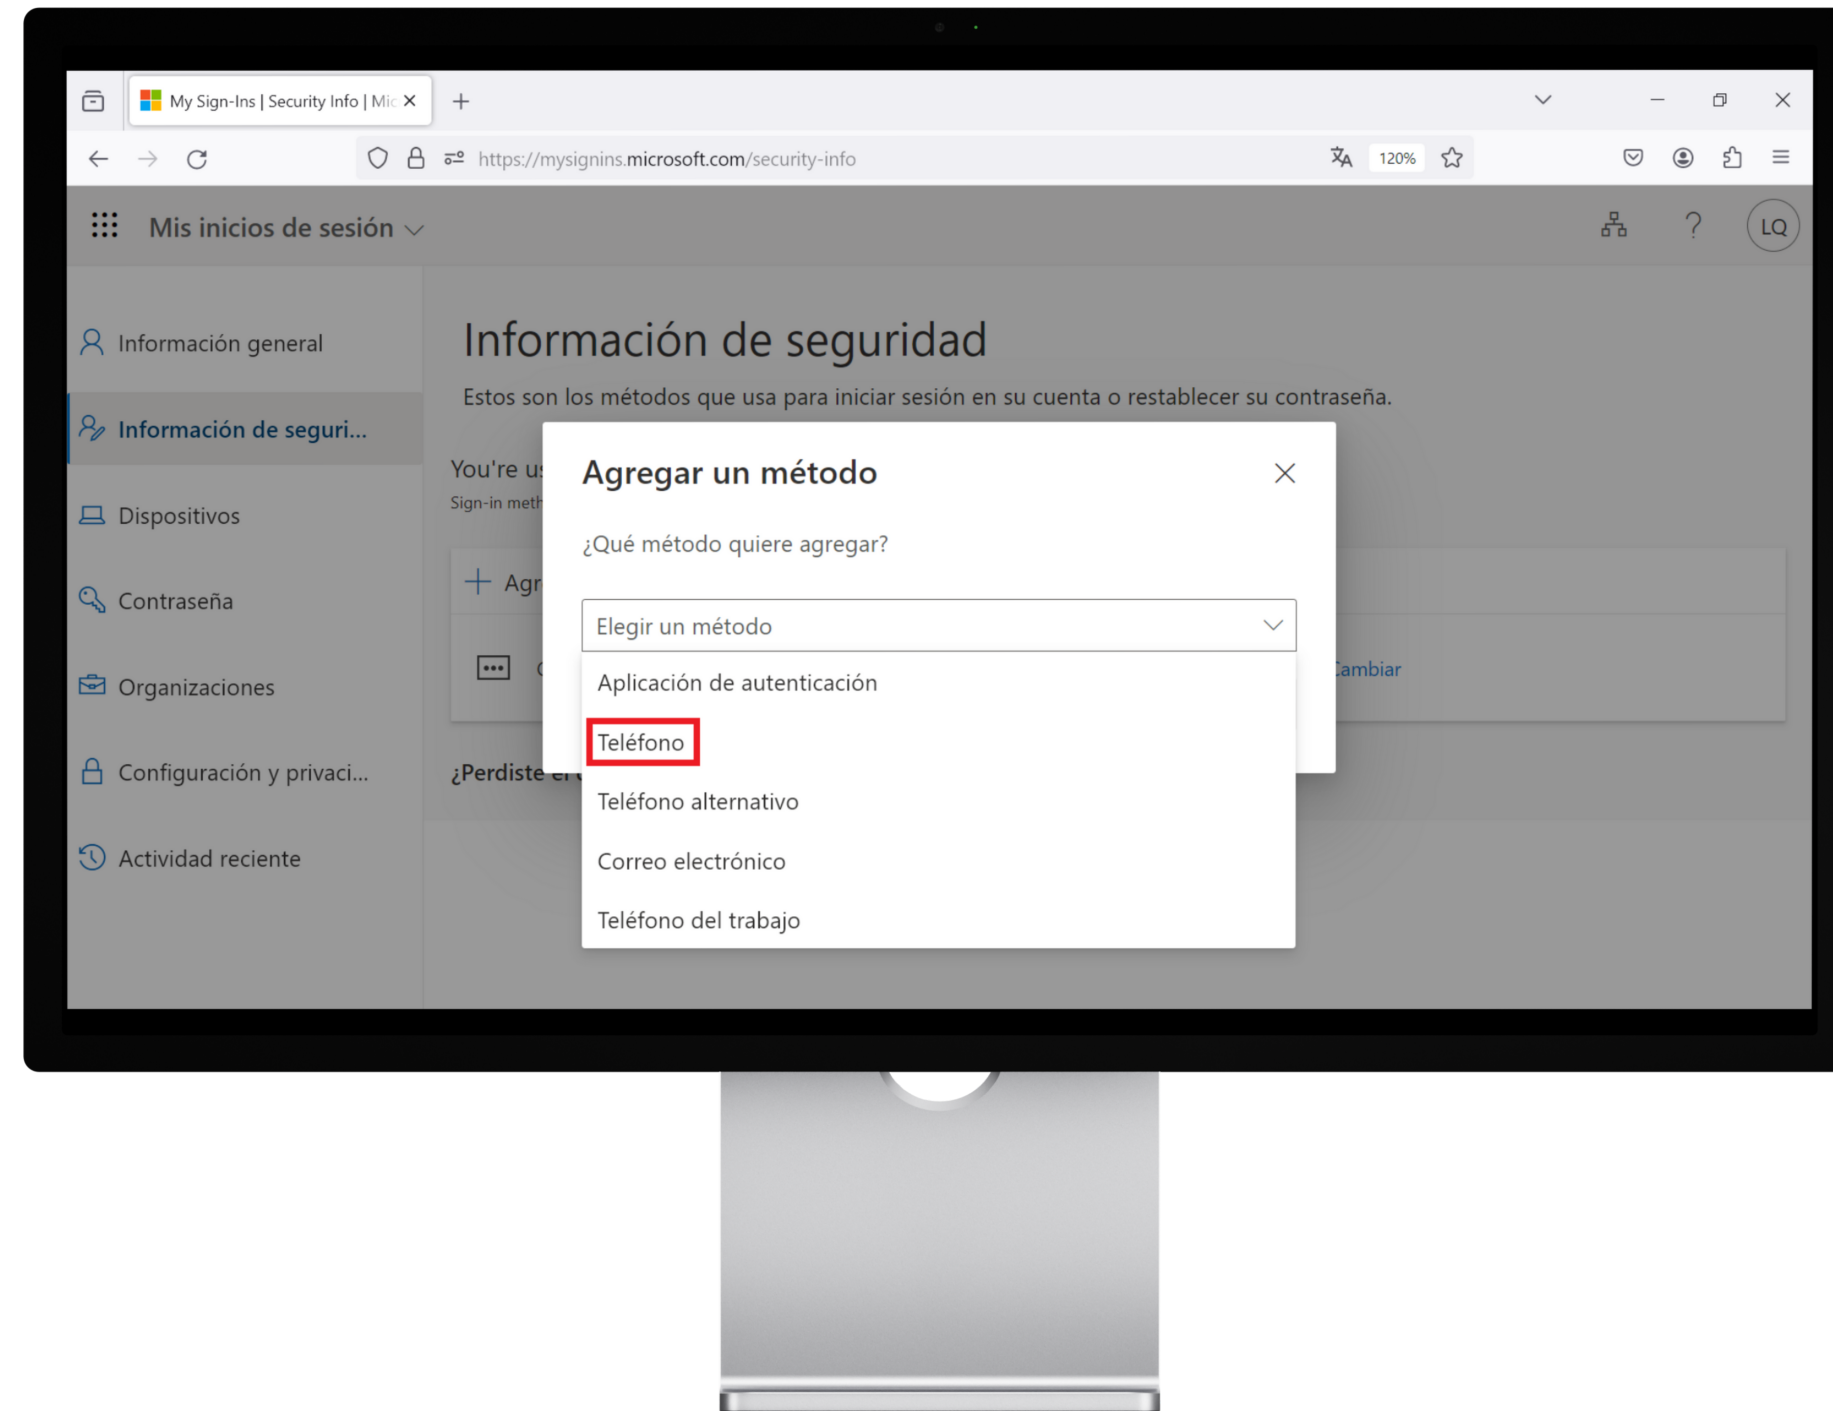 My Sign-Ins | Security Info | Mic
https://mysignins.microsoft.com/security-info
120%
Mis inicios de sesión
LQ
Información general
Información de seguri...
Dispositivos
Contraseña
Organizaciones
Configuración y privaci...
Actividad reciente
Información de seguridad
Estos son los métodos que usa para iniciar sesión en su cuenta o restablecer su contraseña.
You're us
Sign-in meth
Agr
Cambiar
¿Perdiste el
Agregar un método
¿Qué método quiere agregar?
Elegir un método
Aplicación de autenticación
Teléfono
Teléfono alternativo
Correo electrónico
Teléfono del trabajo